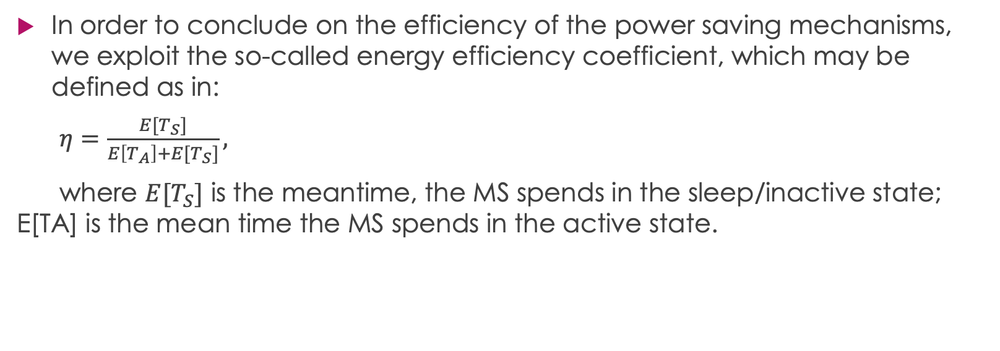 In order to conclude on the efficiency of the power saving mechanisms,
we exploit the so-called energy efficiency coefficient, which may be
defined as in:
η = E[T_S] / (E[T_A]+E[T_S]),
where E[T_S] is the meantime, the MS spends in the sleep/inactive state;
E[TA] is the mean time the MS spends in the active state.